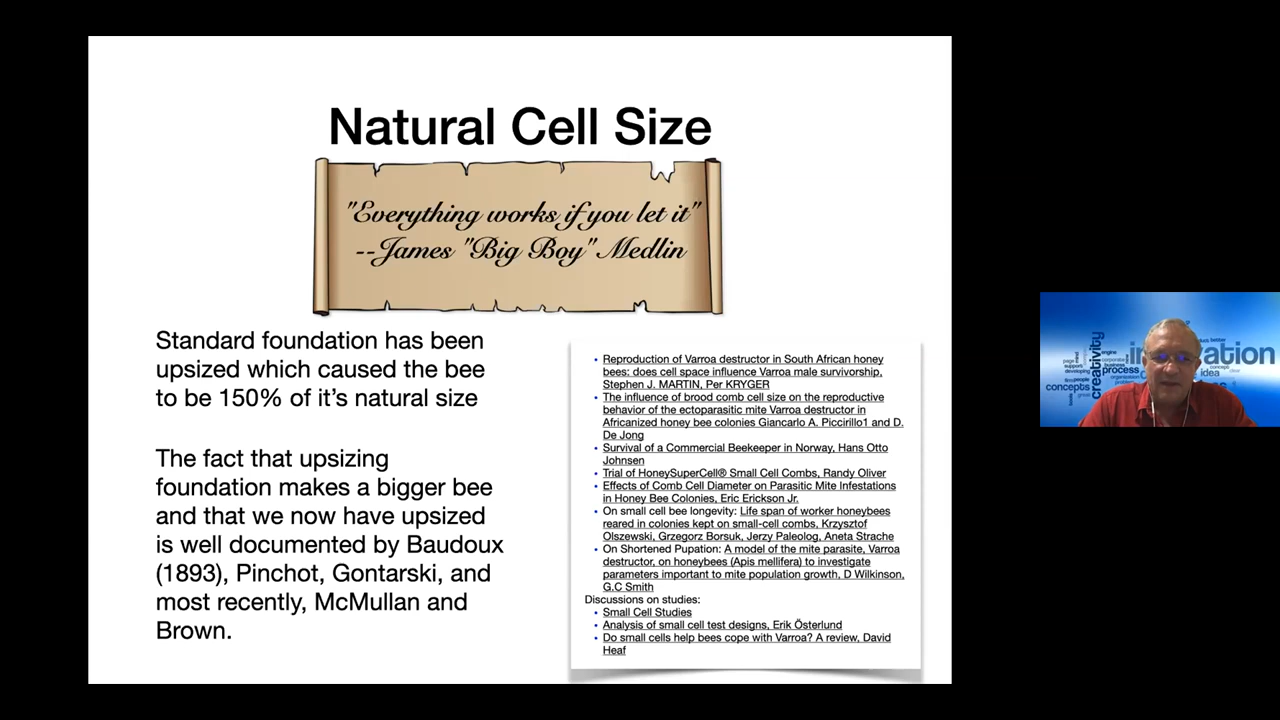 Natural Cell Size
"Everything works if you let it"
--James "Big Boy" Medlin
Standard foundation has been
upsized which caused the bee
to be 150% of it's natural size
The fact that upsizing
foundation makes a bigger bee
and that we now have upsized
is well documented by Baudoux
(1893), Pinchot, Gontarski, and
most recently, McMullan and
Brown.
• Reproduction of Varroa destructor in South African honey
bees: does cell space influence Varroa male survivorship,
Stephen J. MARTIN, Per KRYGER
• The influence of brood comb cell size on the reproductive
behavior of the ectoparasitic mite Varroa destructor in
Africanized honey bee colonies Giancarlo A. Piccirillo1 and D.
De Jong
• Survival of a Commercial Beekeeper in Norway, Hans Otto
Johnsen
• Trial of HoneySuperCell® Small Cell Combs, Randy Oliver
• Effects of Comb Cell Diameter on Parasitic Mite Infestations
in Honey Bee Colonies, Eric Erickson Jr.
• On small cell bee longevity: Life span of worker honeybees
reared in colonies kept on small-cell combs, Krzysztof
Olszewski, Grzegorz Borsuk, Jerzy Paleolog, Aneta Strache
• On Shortened Pupation: A model of the mite parasite, Varroa
destructor, on honeybees (Apis mellifera) to investigate
parameters important to mite population growth, D Wilkinson,
G.C Smith
Discussions on studies:
• Small Cell Studies
• Analysis of small cell test designs, Erik Österlund
• Do small cells help bees cope with Varroa? A review, David
Heaf
creativity
process
concepts
idea